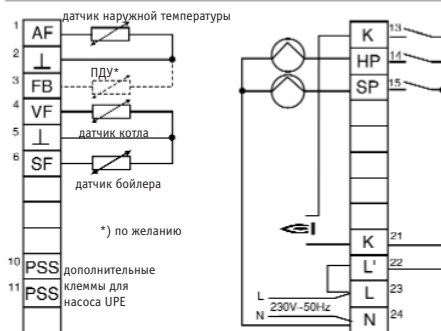 датчик наружной температуры
1 AF
2 ⊥
ПДУ*
3 FB
4 VF
датчик котла
5 ⊥
6 SF
датчик бойлера
*) по желанию
10 PSS дополнительные
11 PSS клеммы для
насоса UPE
K 13
HP 14
SP 15
K 21
L' 22
L L 23
230V~50Hz
N N 24